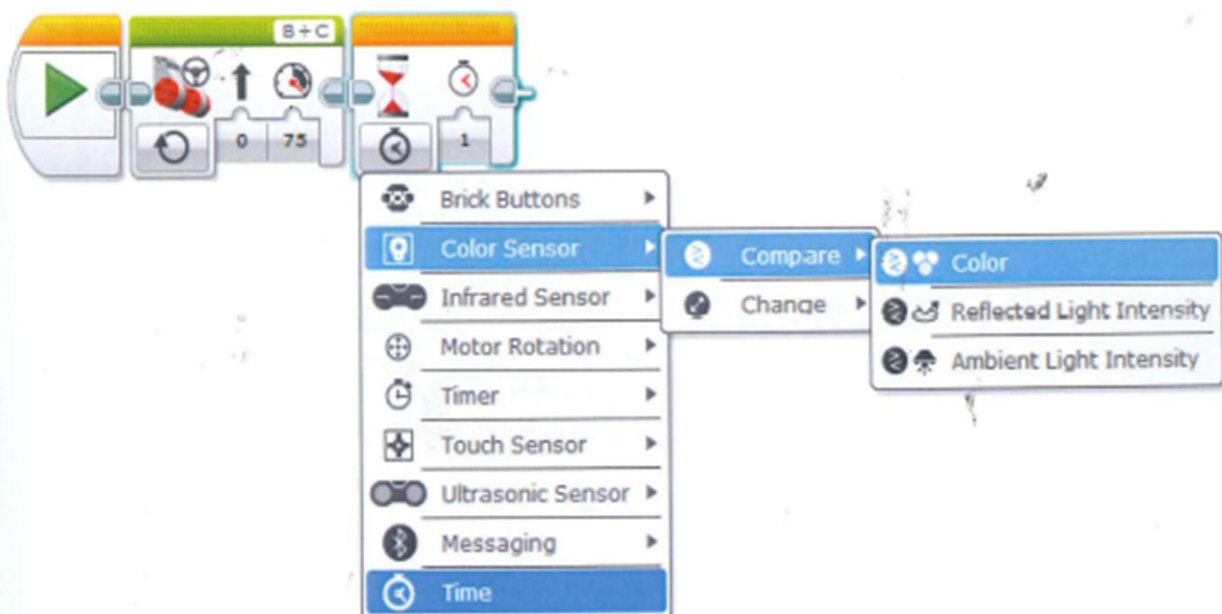 B+C
0 75 1
Brick Buttons
Color Sensor
Infrared Sensor
Motor Rotation
Timer
Touch Sensor
Ultrasonic Sensor
Messaging
Time
Compare
Change
Color
Reflected Light Intensity
Ambient Light Intensity